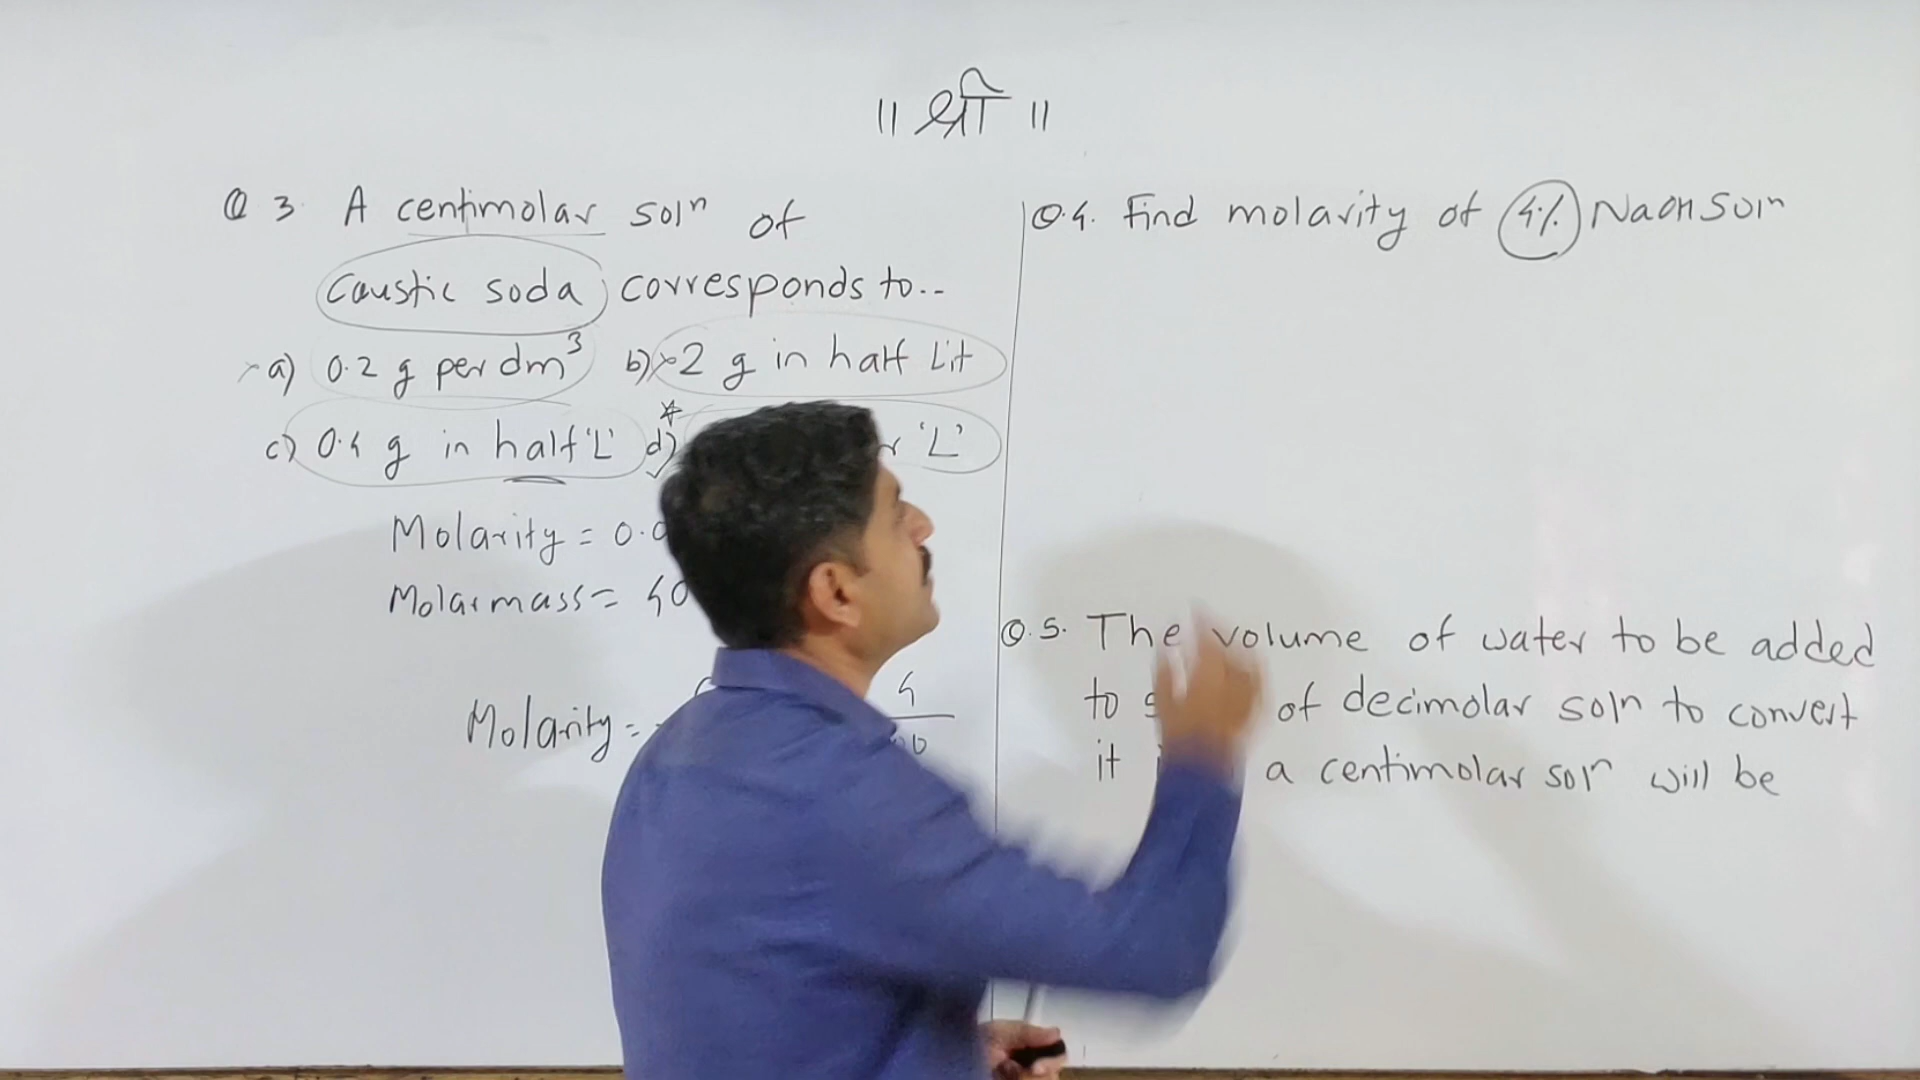 ॥ श्री ॥
Q 3 A centimolar solⁿ of
Caustic soda corresponds to..
a) 0.2 g per dm³ b) 2 g in half Lit
c) 0.4 g in half 'L' d) 'L'
Molarity = 0.0
Molar mass = 40
Molarity = 4
Q.4. Find molarity of 4% NaOH Solⁿ
Q.5. The volume of water to be added
to of decimolar soln to convert
it a centimolar solⁿ will be